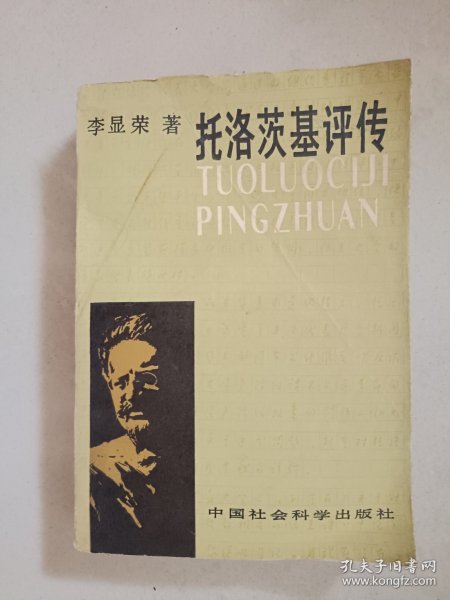 李显荣 著
托洛茨基评传
TUOLUOCIJI
PINGZHUAN
中国社会科学出版社
孔夫子旧书网
www.kongfz.com